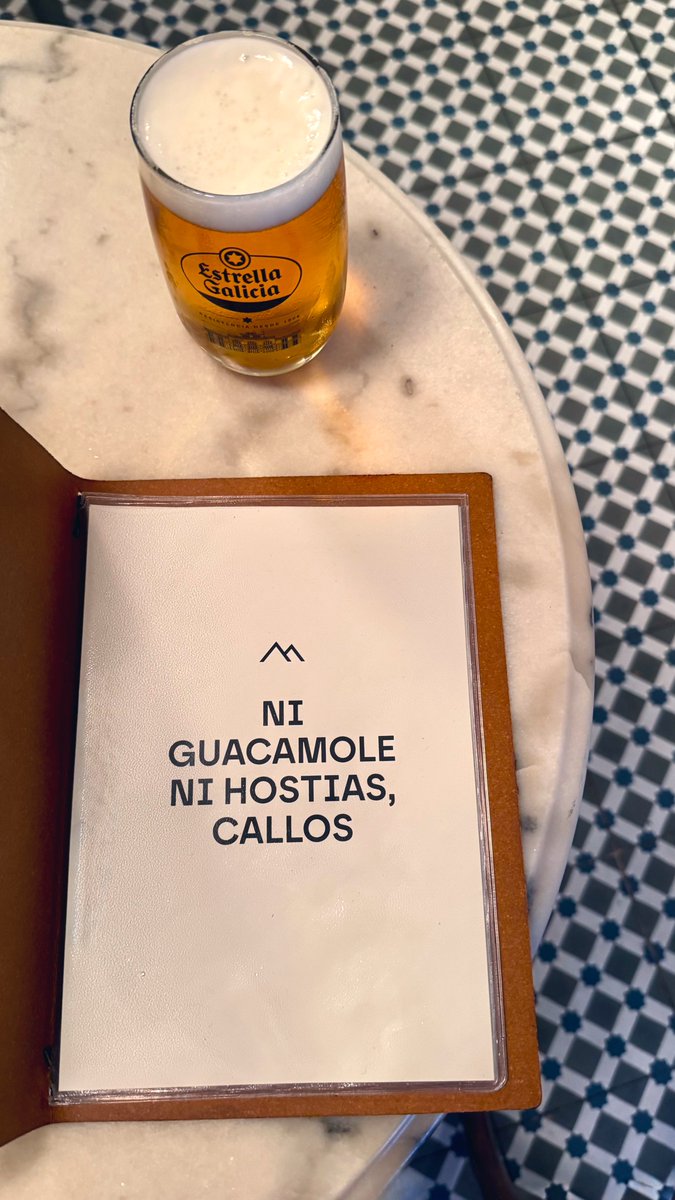 Estrella
Galicia
NI
GUACAMOLE
NI HOSTIAS,
CALLOS